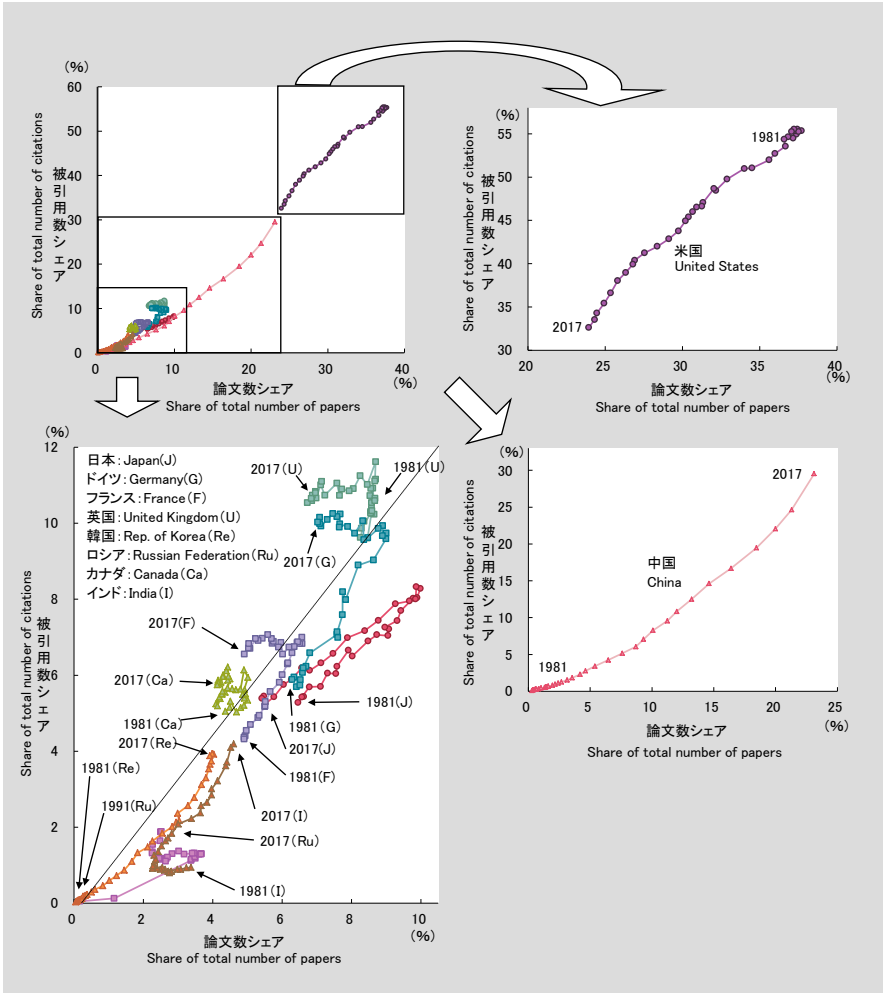 (%)
60
50
40
30
20
10
0
被引用数シェア
Share of total number of citations
0
10
20
30
40
(%)
論文数シェア
Share of total number of papers
(%)
55
50
45
40
35
30
被引用数シェア
Share of total number of citations
1981
米国
United States
2017
20
25
30
35
40
(%)
論文数シェア
Share of total number of papers
(%)
12
10
8
6
4
2
0
被引用数シェア
Share of total number of citations
日本:Japan(J)
ドイツ:Germany(G)
フランス:France(F)
英国:United Kingdom(U)
韓国:Rep. of Korea(Re)
ロシア:Russian Federation(Ru)
カナダ:Canada(Ca)
インド:India(I)
2017(U)
1981(U)
2017(G)
2017(F)
2017(Ca)
1981(Ca)
1981(J)
1981(G)
2017(Re)
2017(J)
1981(Re)
1981(F)
1991(Ru)
2017(I)
2017(Ru)
1981(I)
0
2
4
6
8
10
(%)
論文数シェア
Share of total number of papers
(%)
30
25
20
15
10
5
0
被引用数シェア
Share of total number of citations
2017
中国
China
1981
0
5
10
15
20
25
(%)
論文数シェア
Share of total number of papers